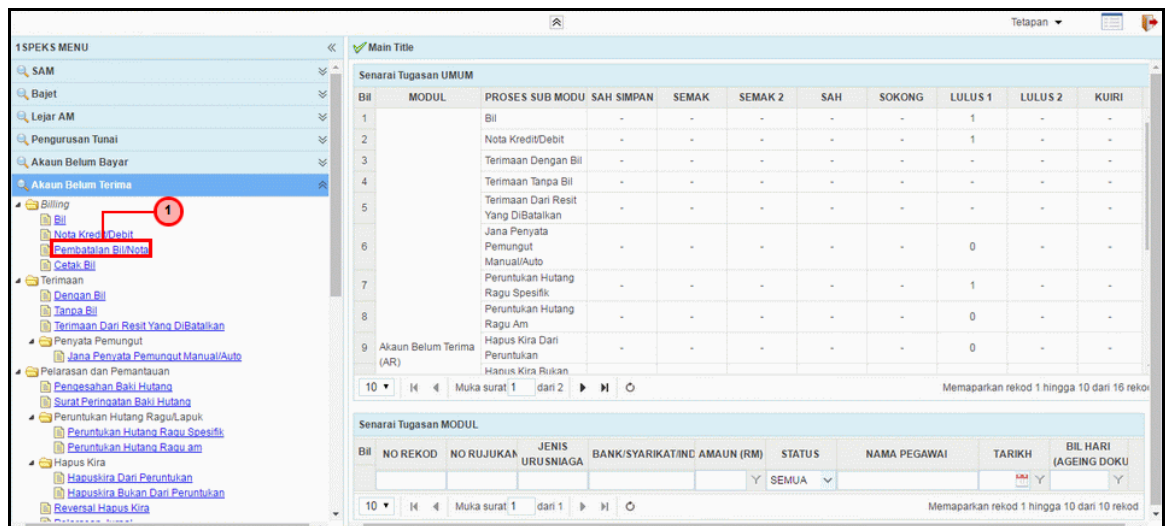 Tetapan
1SPEKS MENU
SAM
Bajet
Lejar AM
Pengurusan Tunai
Akaun Belum Bayar
Akaun Belum Terima
Billing
Bil
1
Nota Kredit/Debit
Pembatalan Bil/Nota
Cetak Bil
Terimaan
Dengan Bil
Tanpa Bil
Terimaan Dari Resit Yang DiBatalkan
Penyata Pemungut
Jana Penyata Pemungut Manual/Auto
Pelarasan dan Pemantauan
Pengesahan Baki Hutang
Surat Peringatan Baki Hutang
Peruntukan Hutang Ragu/Lapuk
Peruntukan Hutang Ragu Spesifik
Peruntukan Hutang Ragu am
Hapus Kira
Hapuskira Dari Peruntukan
Hapuskira Bukan Dari Peruntukan
Reversal Hapus Kira
Pelarasan Jurnal
Main Title
Senarai Tugasan UMUM
Bil MODUL PROSES SUB MODU SAH SIMPAN SEMAK SEMAK 2 SAH SOKONG LULUS 1 LULUS 2 KUIRI
1 Bil - - - - - 1 - -
2 Nota Kredit/Debit - - - - - 1 - -
3 Terimaan Dengan Bil - - - - - - - -
4 Terimaan Tanpa Bil - - - - - - - -
5 Terimaan Dari Resit - - - - - - - -
Yang DiBatalkan
Jana Penyata
6 Pemungut - - - - - 0 - -
Manual/Auto
7 Peruntukan Hutang - - - - - 1 - -
Ragu Spesifik
8 Peruntukan Hutang - - - - - 0 - -
Ragu Am
9 Akaun Belum Terima Hapus Kira Dari - - - - - 0 - -
(AR) Peruntukan
Hapus Kira Bukan
10 Muka surat 1 dari 2 Memaparkan rekod 1 hingga 10 dari 16 rekod
Senarai Tugasan MODUL
Bil NO REKOD NO RUJUKAN JENIS URUSNIAGA BANK/SYARIKAT/IND AMAUN (RM) STATUS NAMA PEGAWAI TARIKH BIL HARI (AGEING DOKU
SEMUA
10 Muka surat 1 dari 1 Memaparkan rekod 1 hingga 10 dari 10 rekod